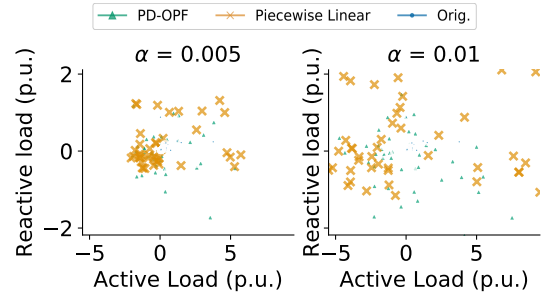 PD-OPF Piecewise Linear Orig.
α = 0.005 α = 0.01
Reactive load (p.u.)
2
0
−2
−5 0 5
Active Load (p.u.)
Reactive load (p.u.)
−5 0 5
Active Load (p.u.)